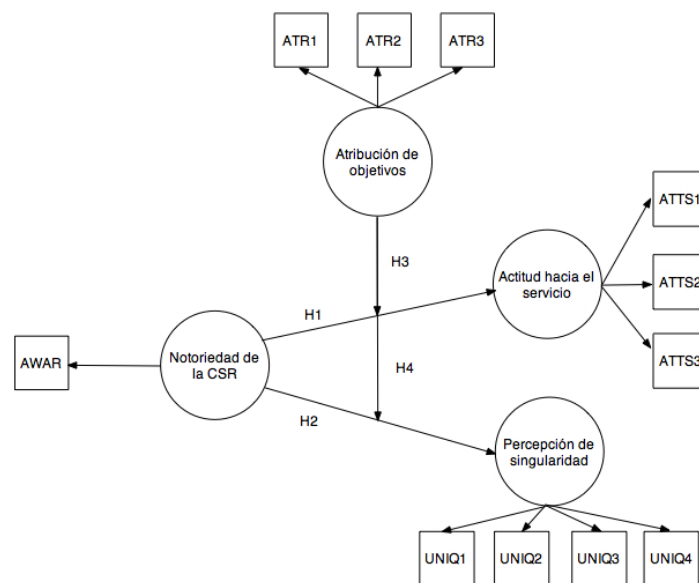 ATR1
ATR2
ATR3
Atribución de
objetivos
ATTS1
H3
Actitud hacia el
servicio
ATTS2
H1
Notoriedad de
la CSR
AWAR
ATTS3
H4
H2
Percepción de
singularidad
UNIQ1
UNIQ2
UNIQ3
UNIQ4